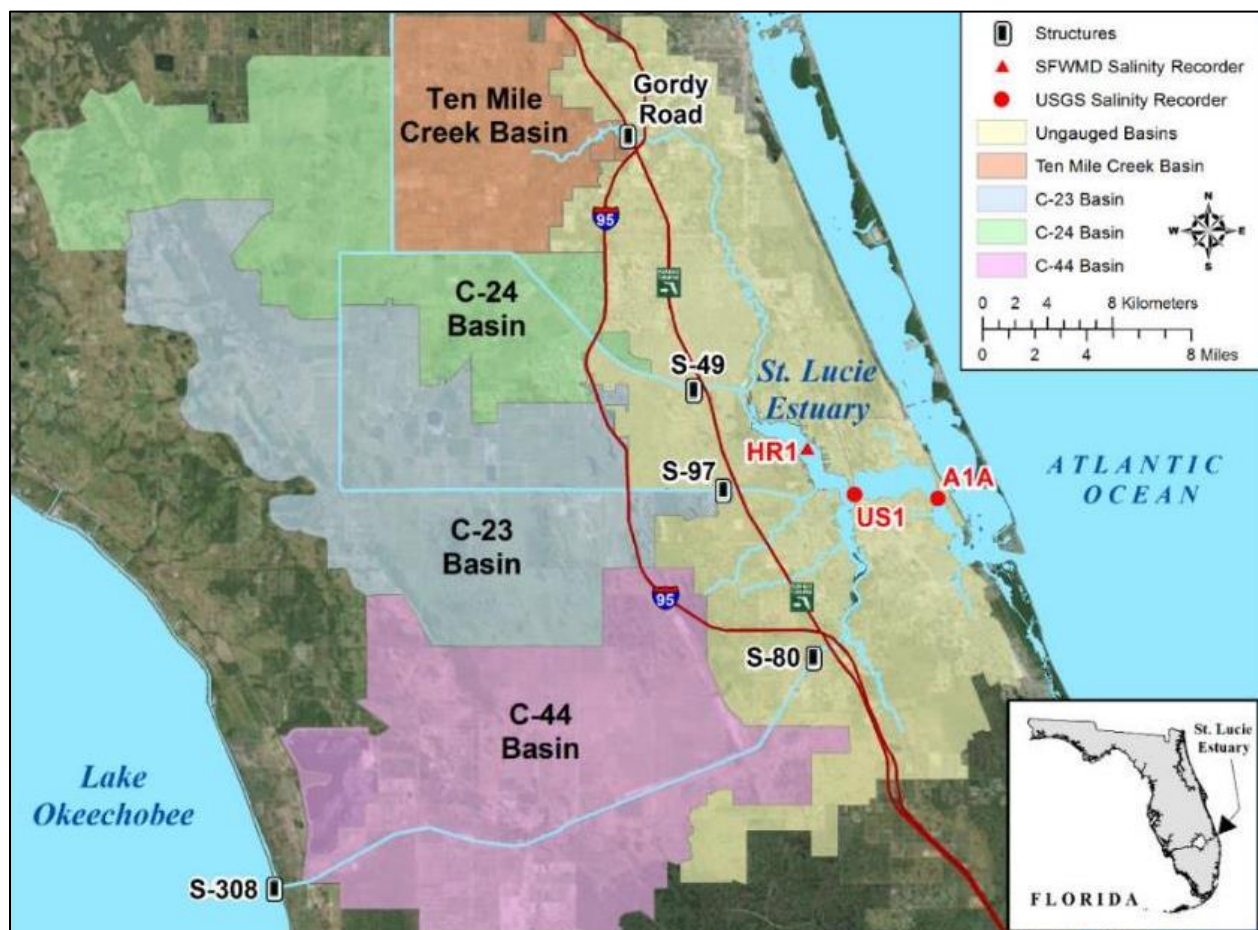 Structures
SFWMD Salinity Recorder
USGS Salinity Recorder
Ungauged Basins
Ten Mile Creek Basin
C-23 Basin
C-24 Basin
C-44 Basin
N
W E
S
0 2 4 8 Kilometers
0 2 4 8 Miles
Gordy
Road
Ten Mile
Creek Basin
95
C-24
Basin
S-49
St. Lucie
Estuary
HR1
S-97
A1A
US1
ATLANTIC
OCEAN
C-23
Basin
95
S-80
C-44
Basin
Lake
Okeechobee
S-308
St. Lucie
Estuary
FLORIDA